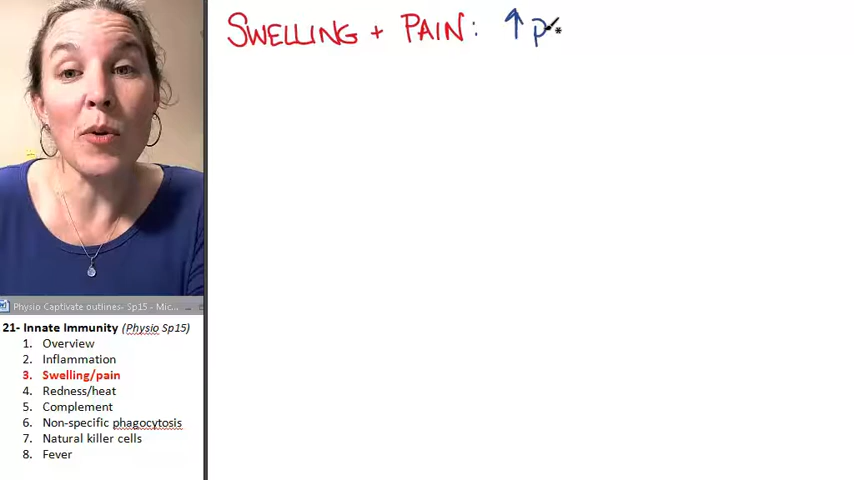 SWELLING + PAIN: ↑ p
Physio Captivate outlines- Sp15 - Mic...
21- Innate Immunity (Physio Sp15)
1. Overview
2. Inflammation
3. Swelling/pain
4. Redness/heat
5. Complement
6. Non-specific phagocytosis
7. Natural killer cells
8. Fever